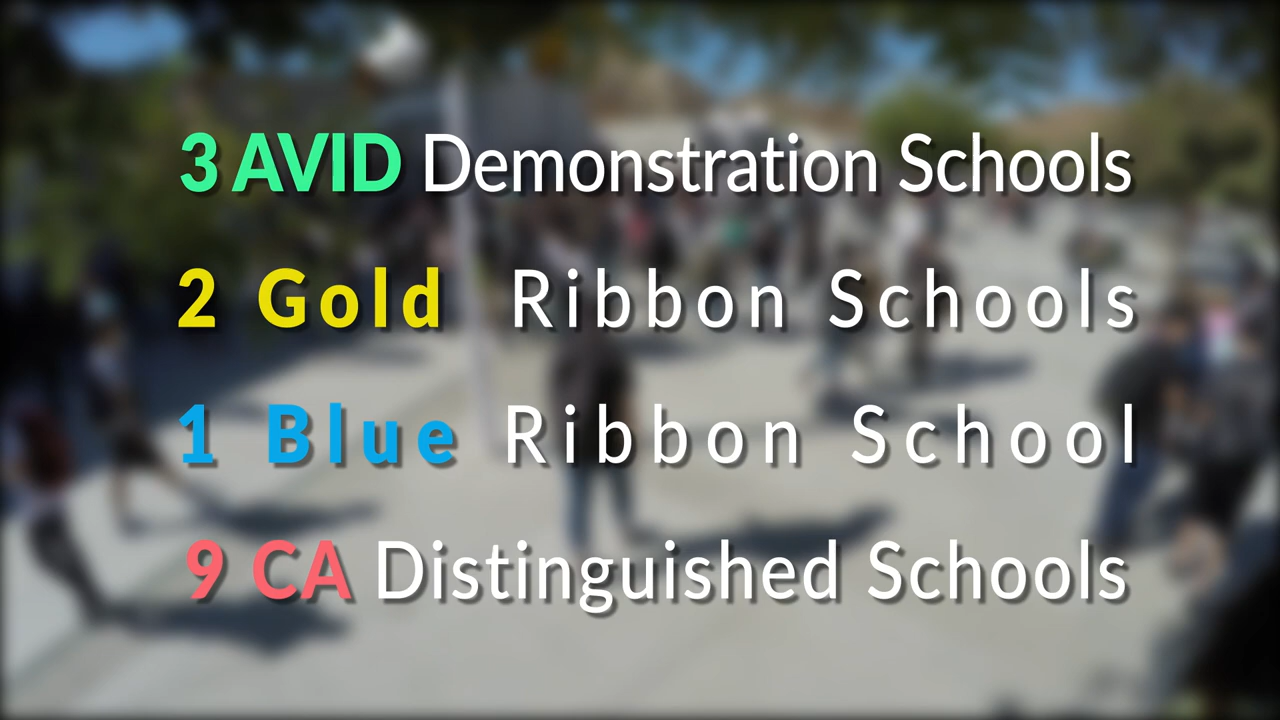 3 AVID Demonstration Schools
2 Gold Ribbon Schools
1 Blue Ribbon School
9 CA Distinguished Schools